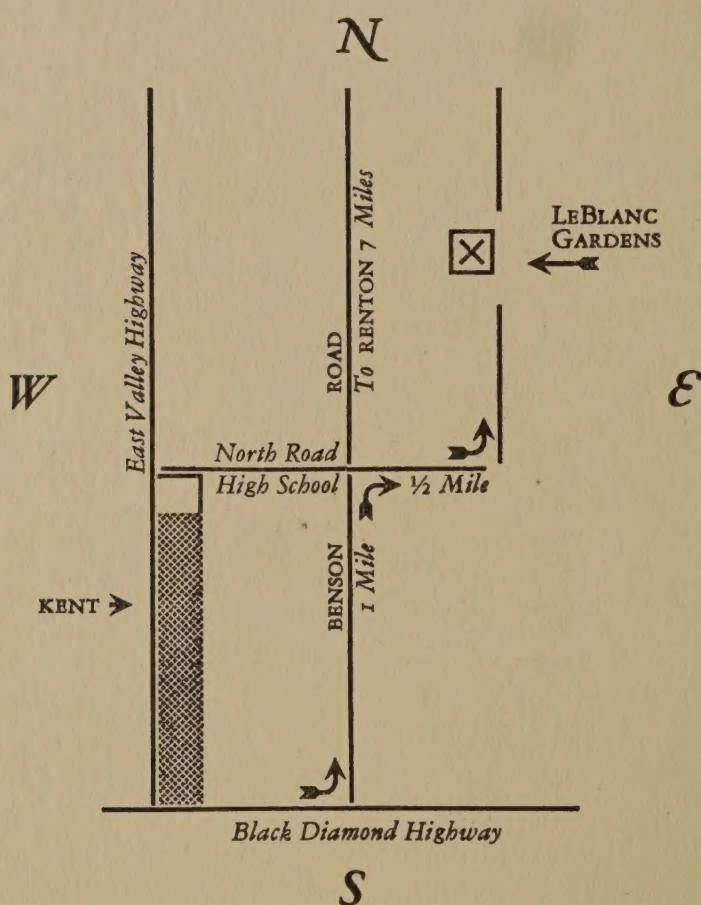 N
LEBLANC
GARDENS
East Valley Highway
ROAD
To RENTON 7 Miles
W
E
North Road
High School
½ Mile
BENSON
1 Mile
KENT
Black Diamond Highway
S